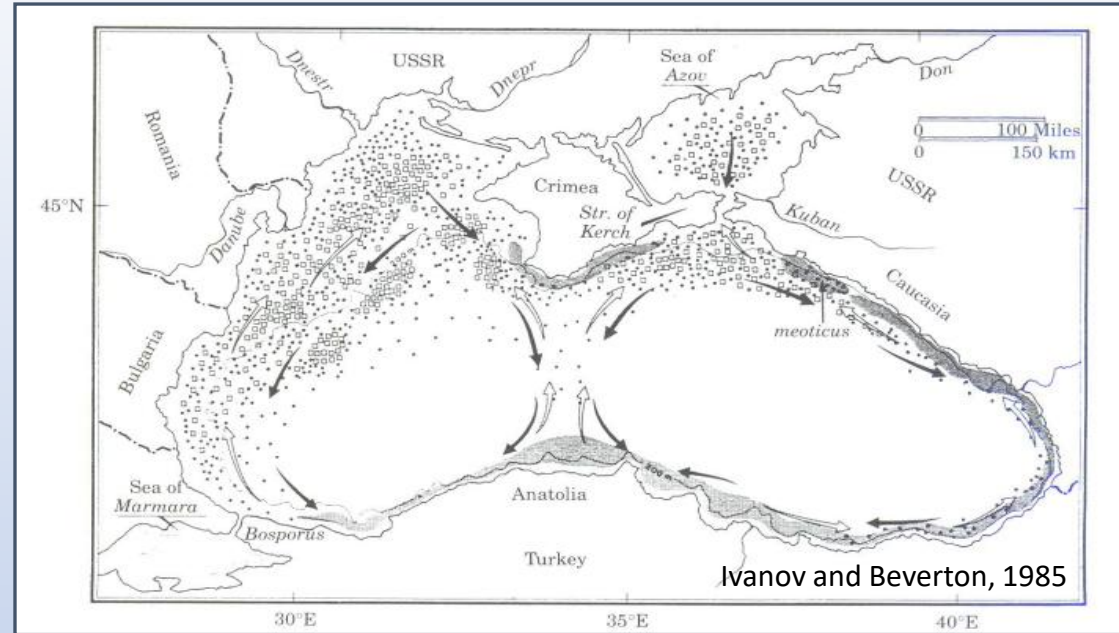 USSR
Sea of
Azov
Dnestr
Dnepr
Don
Romania
100 Miles
0
150 km
0
Crimea
USSR
45°N
Danube
Str. of
Kerch
Kuban
Caucasia
meoticus
Bulgaria
Sea of
Marmara
Bosporus
Anatolia
Turkey
Ivanov and Beverton, 1985
30°E
35°E
40°E